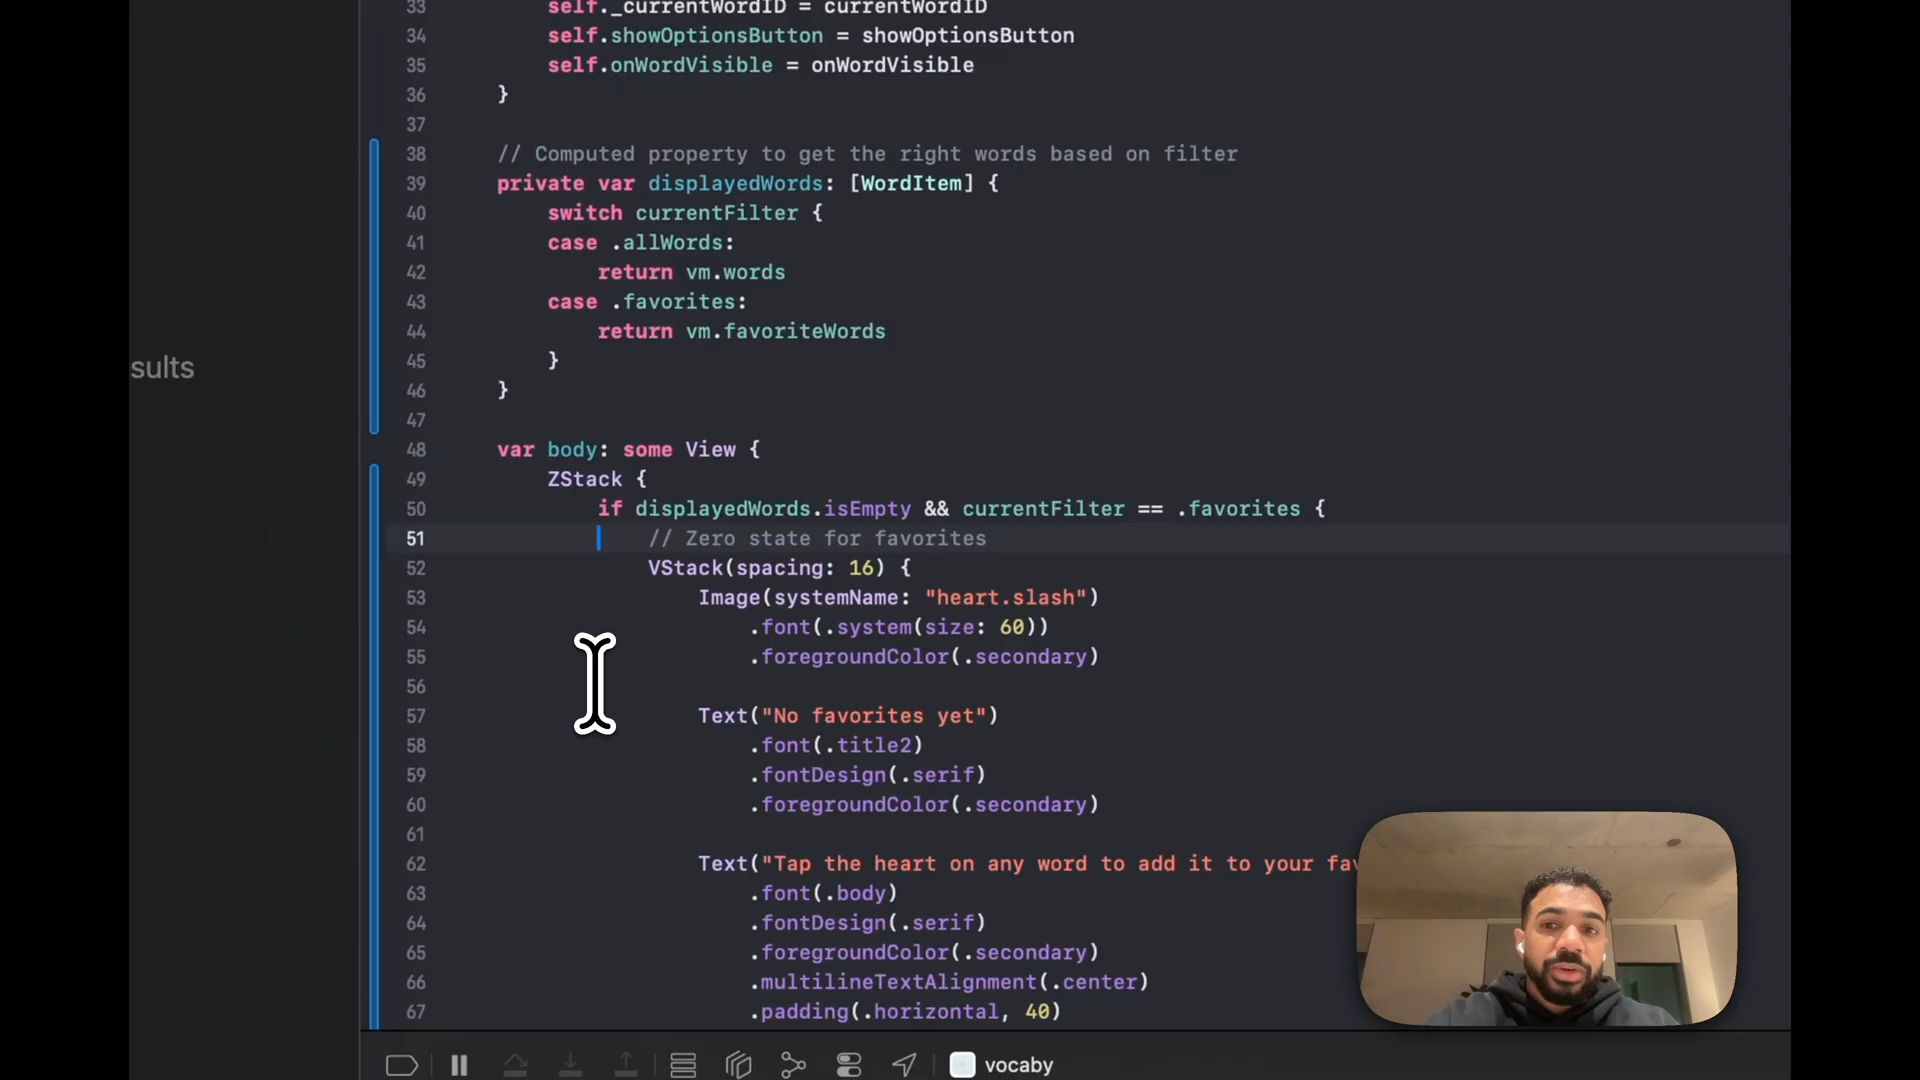 33 self._currentWordID = currentWordID
34 self.showOptionsButton = showOptionsButton
35 self.onWordVisible = onWordVisible
36 }
37
38 // Computed property to get the right words based on filter
39 private var displayedWords: [WordItem] {
40 switch currentFilter {
41 case .allWords:
42 return vm.words
43 case .favorites:
44 return vm.favoriteWords
sults
45 }
46 }
47
48 var body: some View {
49 ZStack {
50 if displayedWords.isEmpty && currentFilter == .favorites {
51 // Zero state for favorites
52 VStack(spacing: 16) {
53 Image(systemName: "heart.slash")
54 .font(.system(size: 60))
55 .foregroundColor(.secondary)
56
57 Text("No favorites yet")
58 .font(.title2)
59 .fontDesign(.serif)
60 .foregroundColor(.secondary)
61
62 Text("Tap the heart on any word to add it to your fav
63 .font(.body)
64 .fontDesign(.serif)
65 .foregroundColor(.secondary)
66 .multilineTextAlignment(.center)
67 .padding(.horizontal, 40)
vocaby